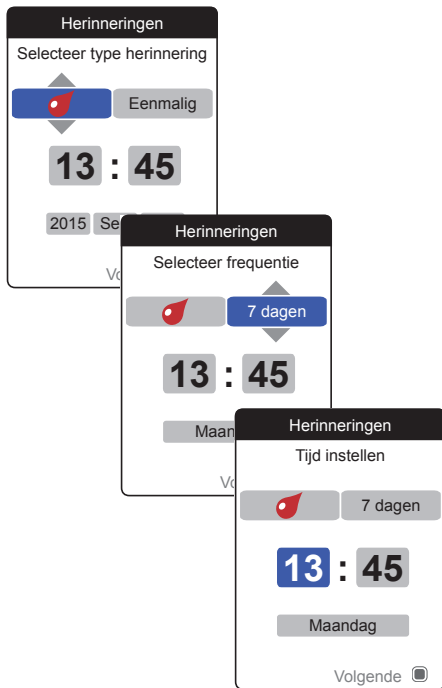 Herinneringen
Selecteer type herinnering
Eenmalig
13 : 45
2015
Herinneringen
Selecteer frequentie
7 dagen
13 : 45
Herinneringen
Tijd instellen
7 dagen
13 : 45
Maandag
Volgende